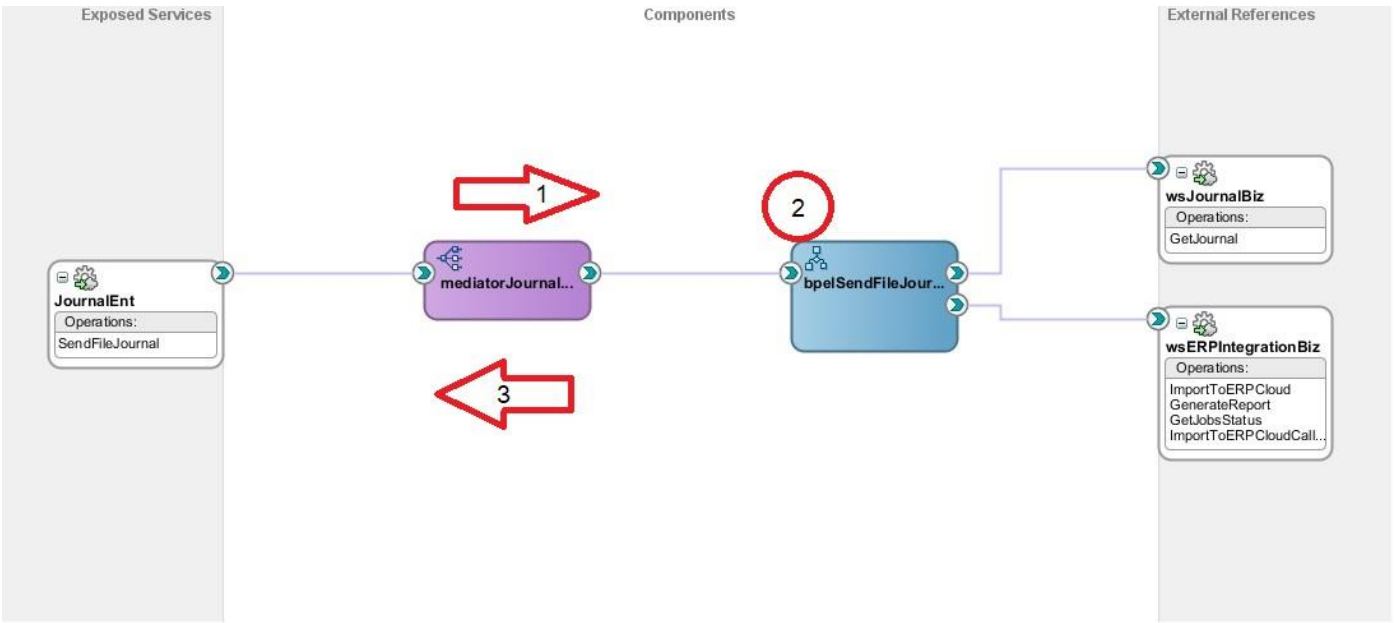 Exposed Services
Components
External References
1
2
wsJournalBiz
Operations:
GetJournal
JournalEnt
Operations:
SendFileJournal
mediatorJournal...
bpelSendFileJour...
wsERPIntegrationBiz
Operations:
ImportToERPCloud
GenerateReport
GetJobsStatus
ImportToERPCloudCall...
3